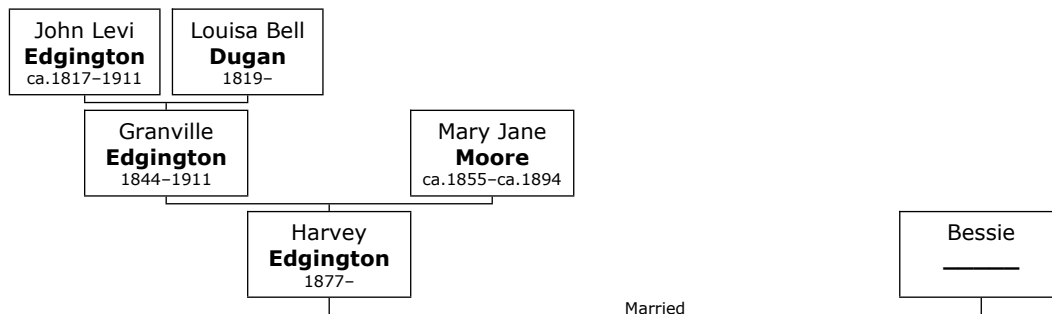 John Levi
Edgington
ca.1817–1911
Louisa Bell
Dugan
1819–
Granville
Edgington
1844–1911
Mary Jane
Moore
ca.1855–ca.1894
Harvey
Edgington
1877–
Bessie
______
Married